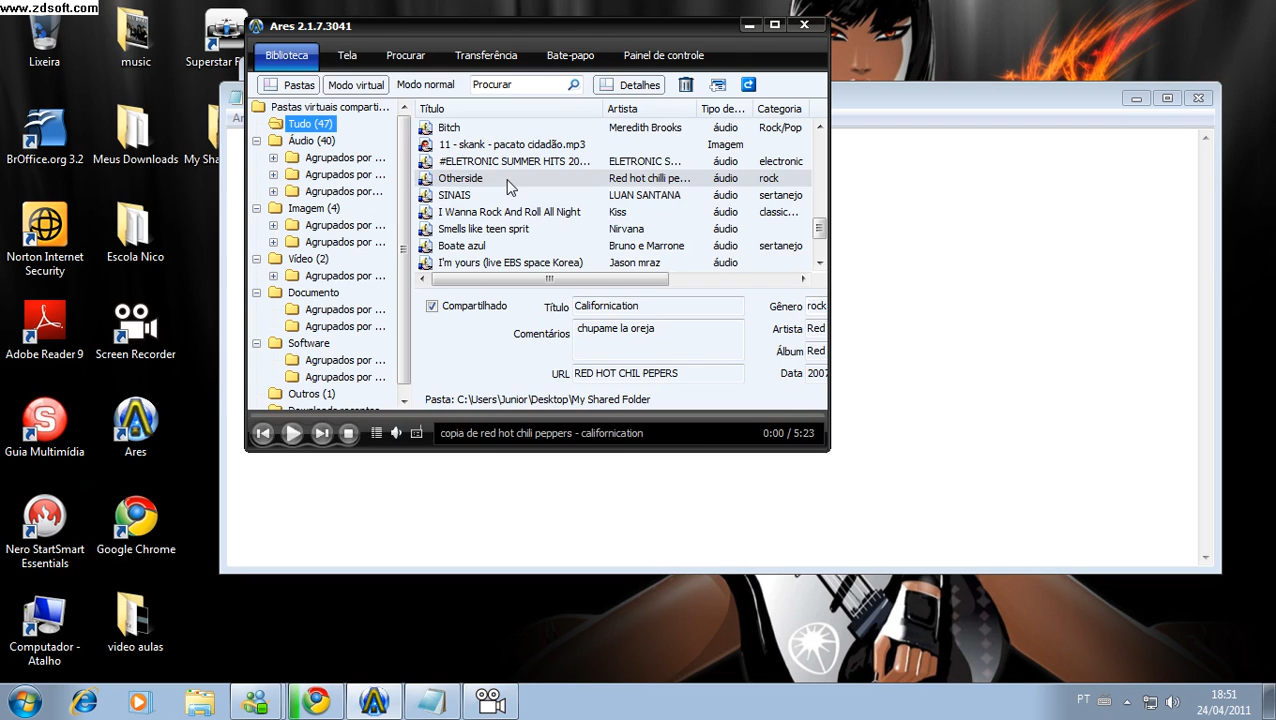 www.zdsoft.com
Lixeira
music
Superstar F
BrOffice.org 3.2
Meus Downloads
My Sha
Norton Internet
Security
Escola Nico
Adobe Reader 9
Screen Recorder
Guia Multimídia
Ares
Nero StartSmart
Essentials
Google Chrome
Computador -
Atalho
video aulas
Ares 2.1.7.3041
Biblioteca
Tela
Procurar
Transferência
Bate-papo
Painel de controle
Pastas
Modo virtual
Modo normal
Procurar
Detalhes
Pastas virtuais comparti...
Tudo (47)
Áudio (40)
Agrupados por ...
Agrupados por ...
Agrupados por ...
Imagem (4)
Agrupados por ...
Agrupados por ...
Vídeo (2)
Agrupados por ...
Documento
Agrupados por ...
Agrupados por ...
Software
Agrupados por ...
Agrupados por ...
Outros (1)
Título Artista Tipo de... Categoria
Bitch Meredith Brooks áudio Rock/Pop
11 - skank - pacato cidadão.mp3 Imagem
#ELETRONIC SUMMER HITS 20... ELETRONIC S... áudio electronic
Otherside Red hot chilli pe... áudio rock
SINAIS LUAN SANTANA áudio sertanejo
I Wanna Rock And Roll All Night Kiss áudio classic...
Smells like teen sprit Nirvana áudio
Boate azul Bruno e Marrone áudio sertanejo
I'm yours (live EBS space Korea) Jason mraz áudio
Compartilhado
Título Californication
Gênero rock
Comentários chupame la oreja
Artista Red
Álbum Red
URL RED HOT CHIL PEPERS
Data 2007
Pasta: C:\Users\Junior\Desktop\My Shared Folder
copia de red hot chili peppers - californication
0:00 / 5:23
PT
18:51
24/04/2011